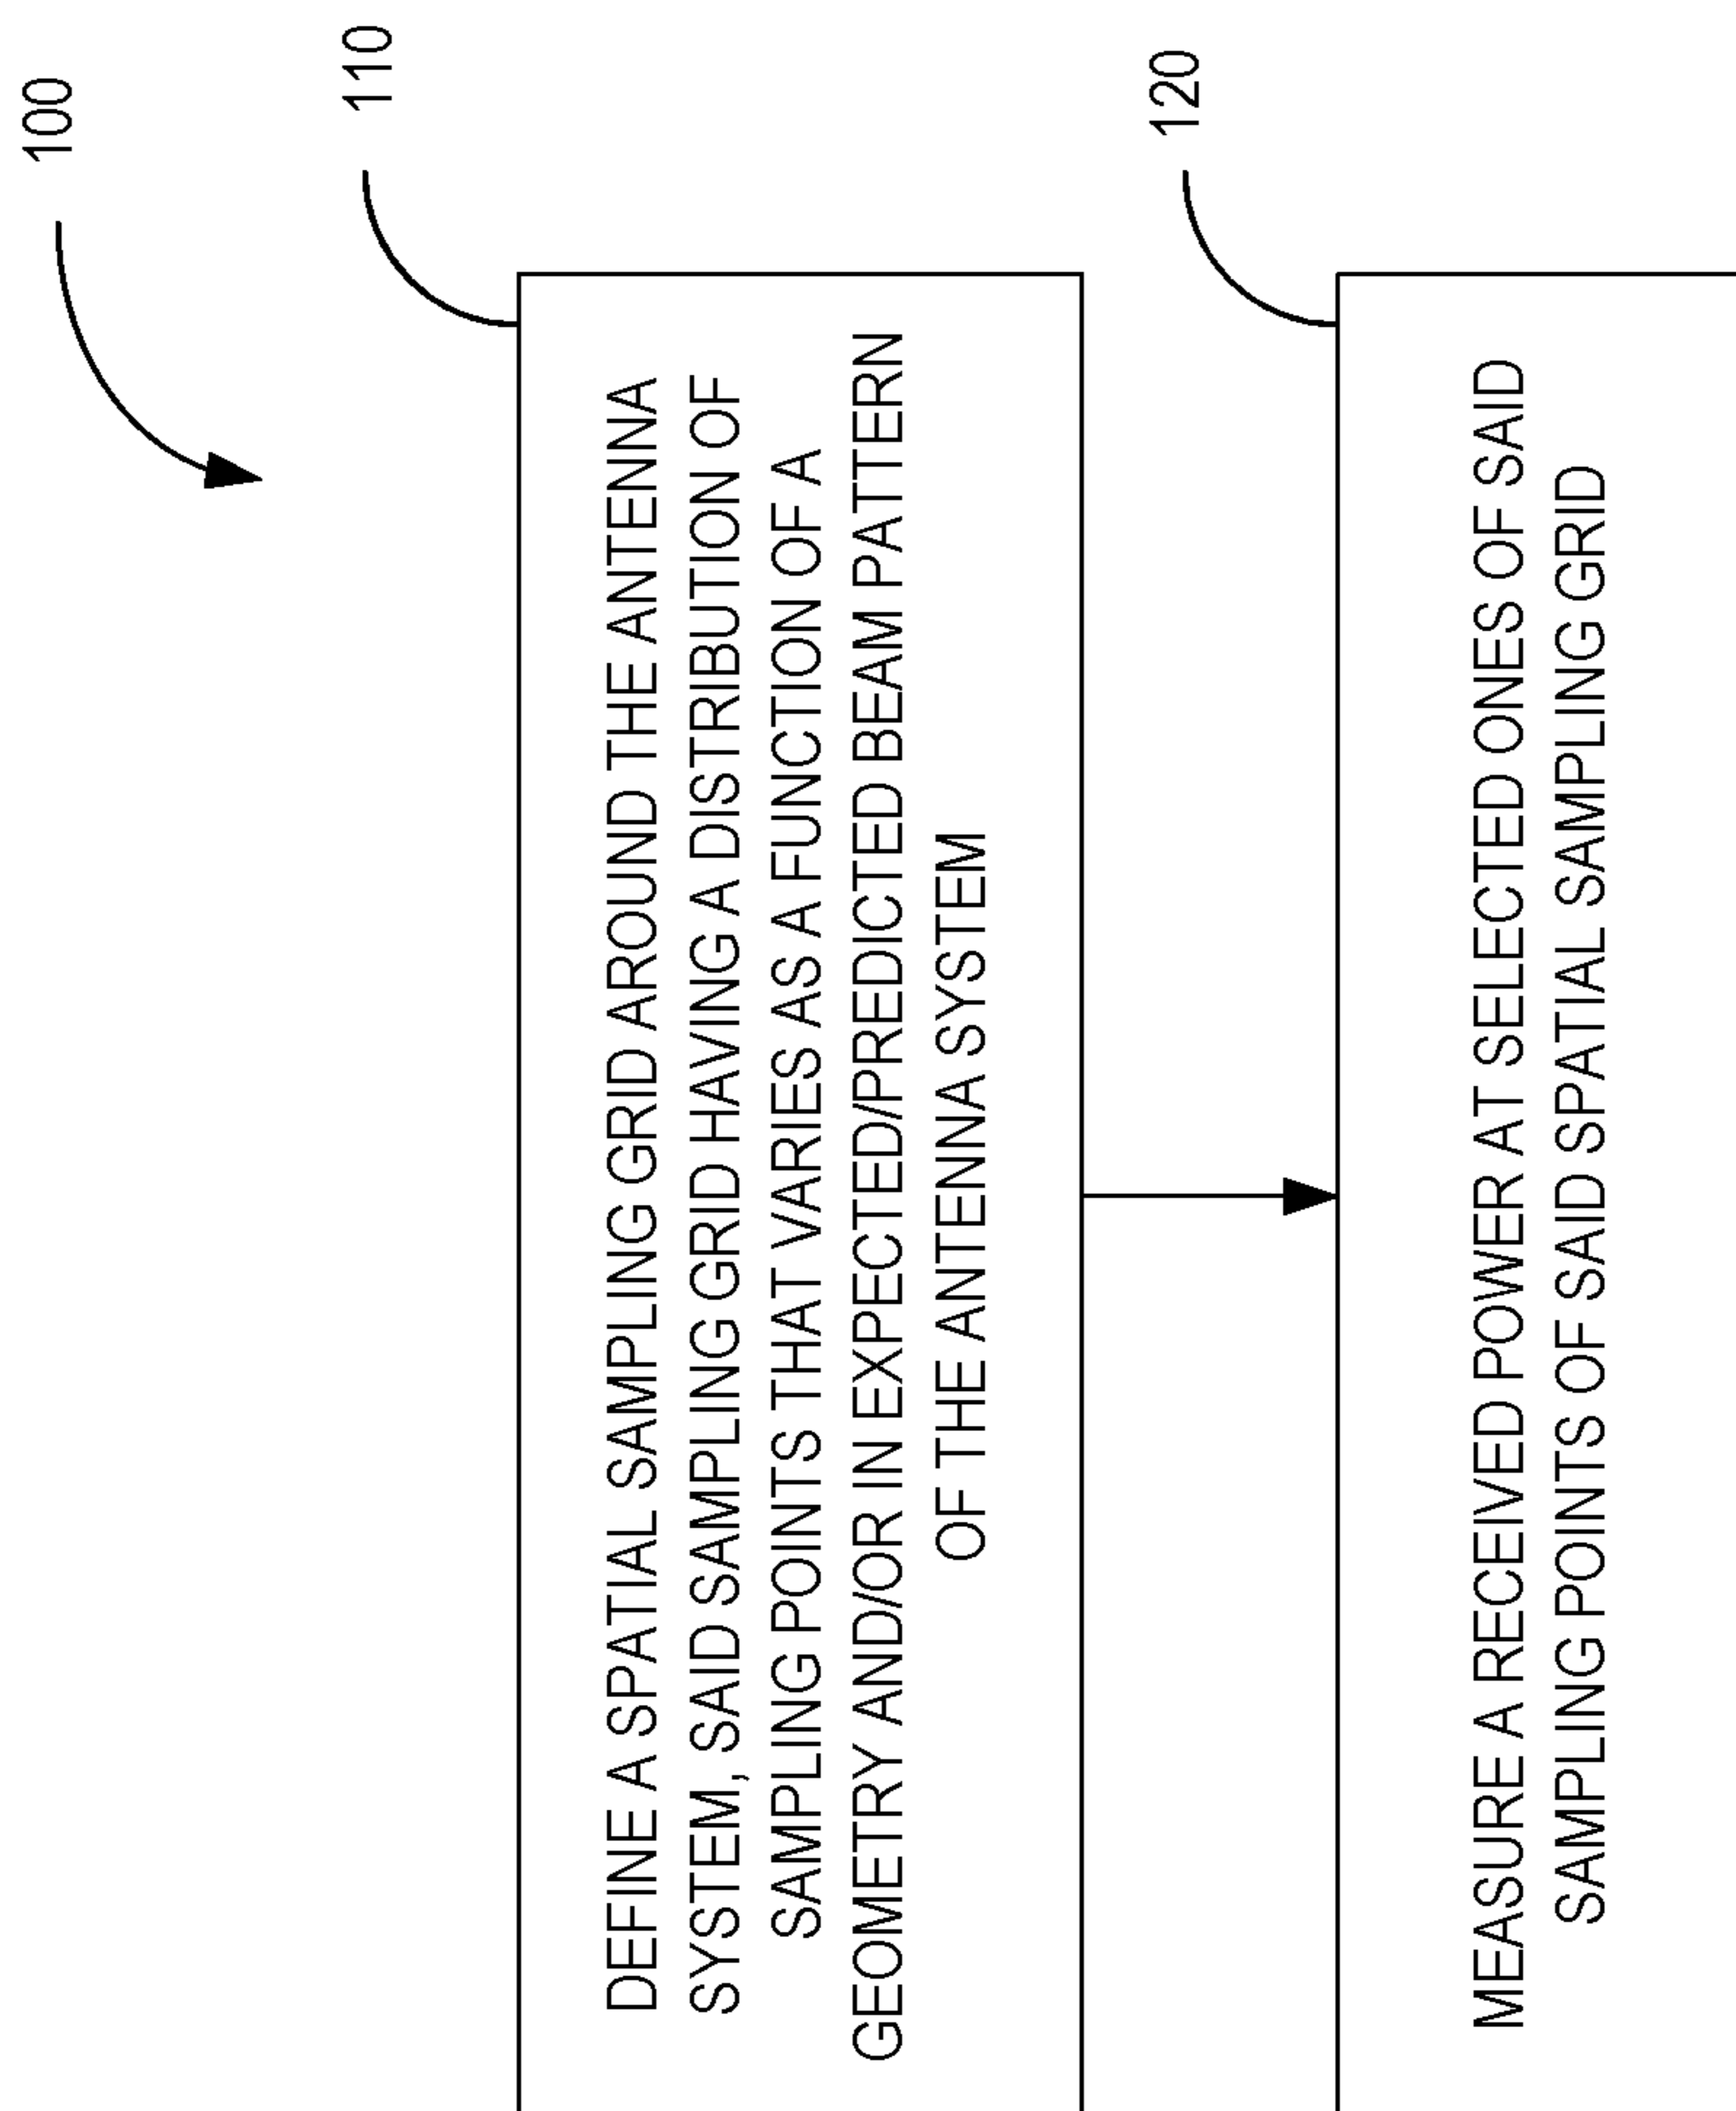 100
110
DEFINE A SPATIAL SAMPLING GRID AROUND THE ANTENNA
SYSTEM, SAID SAMPLING GRID HAVING A DISTRIBUTION OF
SAMPLING POINTS THAT VARIES AS A FUNCTION OF A
GEOMETRY AND/OR IN EXPECTED/PREDICTED BEAM PATTERN
OF THE ANTENNA SYSTEM
120
MEASURE A RECEIVED POWER AT SELECTED ONES OF SAID
SAMPLING POINTS OF SAID SPATIAL SAMPLING GRID